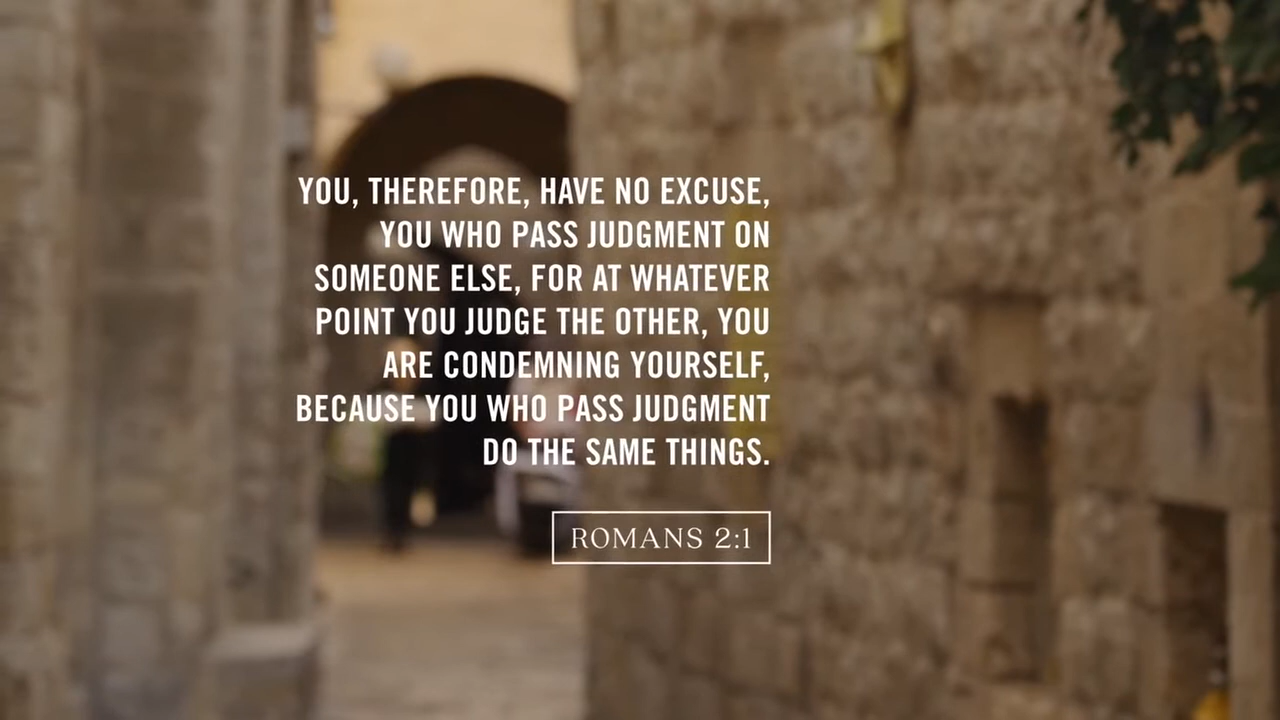 YOU, THEREFORE, HAVE NO EXCUSE,
YOU WHO PASS JUDGMENT ON
SOMEONE ELSE, FOR AT WHATEVER
POINT YOU JUDGE THE OTHER, YOU
ARE CONDEMNING YOURSELF,
BECAUSE YOU WHO PASS JUDGMENT
DO THE SAME THINGS.
ROMANS 2:1